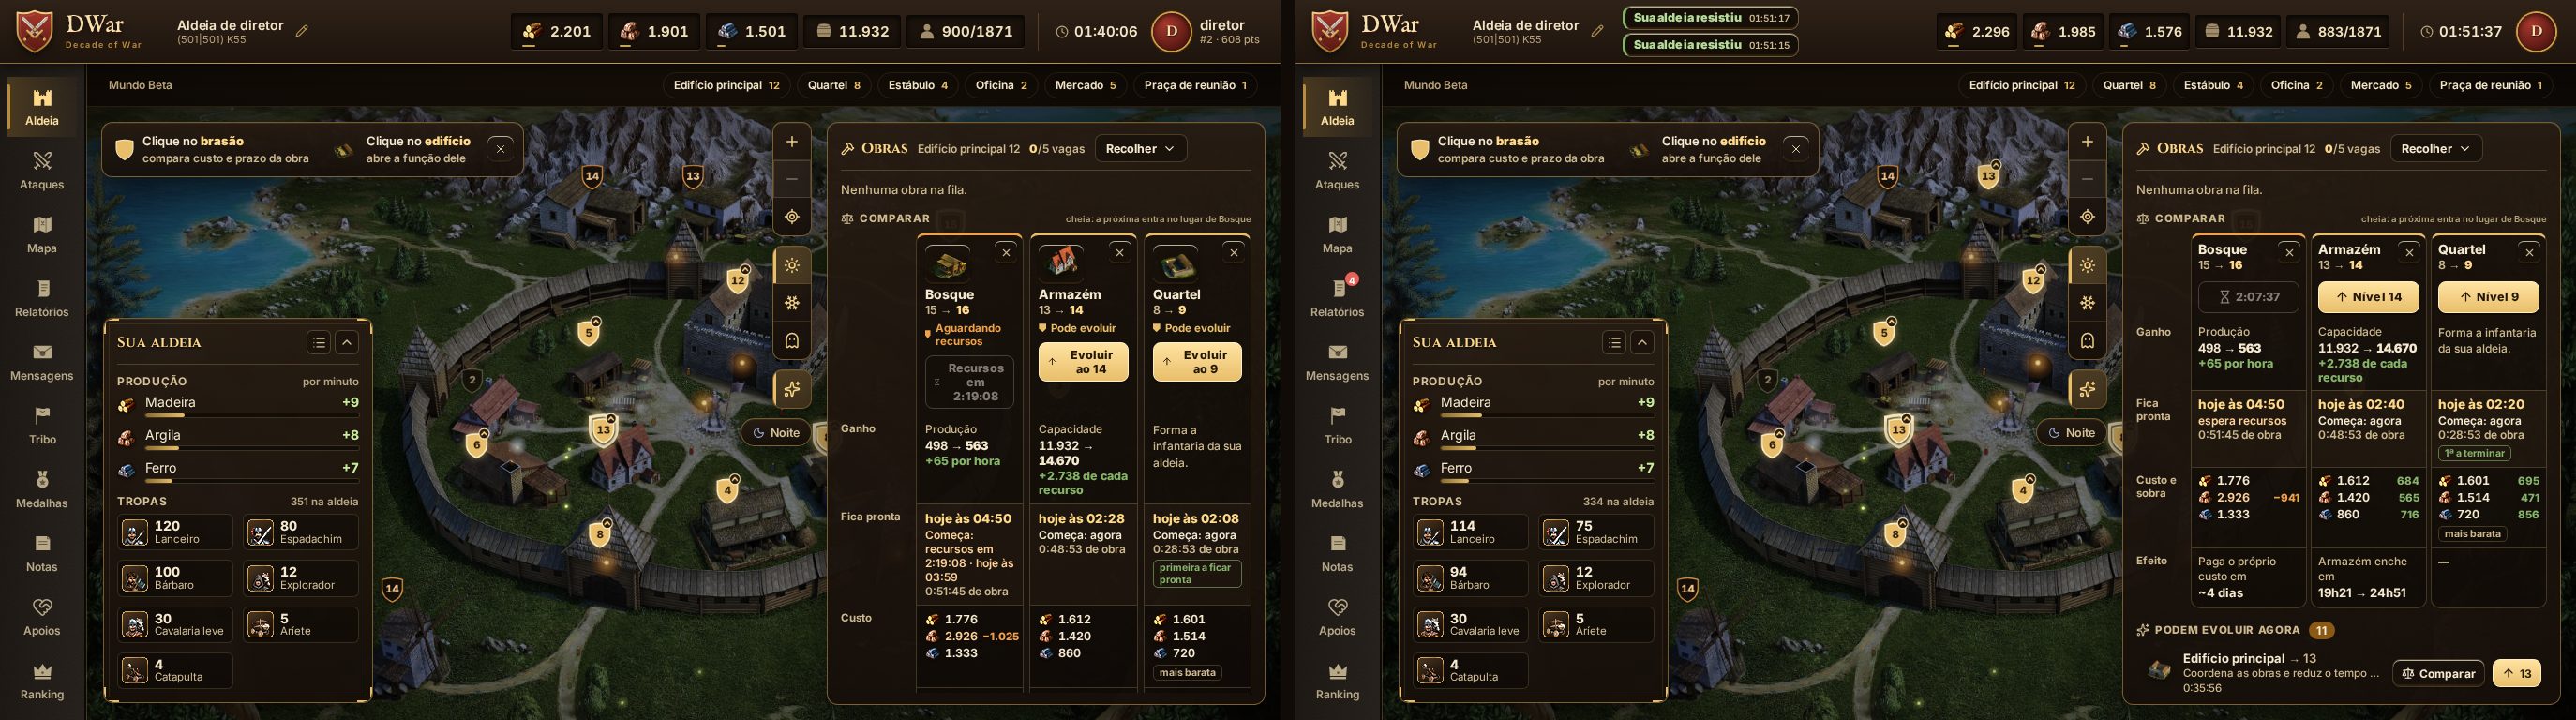 DWar
Decade of War
Aldeia de diretor
(501|501) K55
2.201
1.901
1.501
11.932
900/1871
01:40:06
D
diretor
#2 · 608 pts
Mundo Beta
Edifício principal 12
Quartel 8
Estábulo 4
Oficina 2
Mercado 5
Praça de reunião 1
Aldeia
Ataques
Mapa
Relatórios
Mensagens
Tribo
Medalhas
Notas
Apoios
Ranking
Clique no brasão
compara custo e prazo da obra
Clique no edifício
abre a função dele
14
13
12
5
2
13
6
4
8
14
Noite
SUA ALDEIA
PRODUÇÃO por minuto
Madeira +9
Argila +8
Ferro +7
TROPAS 351 na aldeia
120
Lanceiro
80
Espadachim
100
Bárbaro
12
Explorador
30
Cavalaria leve
5
Aríete
4
Catapulta
OBRAS Edifício principal 12 0/5 vagas Recolher
Nenhuma obra na fila.
COMPARAR cheia: a próxima entra no lugar de Bosque
Bosque
15 → 16
Aguardando
recursos
Recursos
em
2:19:08
Armazém
13 → 14
Pode evoluir
Evoluir
ao 14
Quartel
8 → 9
Pode evoluir
Evoluir
ao 9
Ganho
Produção
498 → 563
+65 por hora
Capacidade
11.932 →
14.670
+2.738 de cada
recurso
Forma a
infantaria da sua
aldeia.
Fica pronta
hoje às 04:50
Começa:
recursos em
2:19:08 · hoje às
03:59
0:51:45 de obra
hoje às 02:28
Começa: agora
0:48:53 de obra
hoje às 02:08
Começa: agora
0:28:53 de obra
primeira a ficar
pronta
Custo
1.776
2.926 −1.025
1.333
1.612
1.420
860
1.601
1.514
720
mais barata
DWar
Decade of War
Aldeia de diretor
(501|501) K55
Sua aldeia resistiu 01:51:17
Sua aldeia resistiu 01:51:15
2.296
1.985
1.576
11.932
883/1871
01:51:37
D
Mundo Beta
Edifício principal 12
Quartel 8
Estábulo 4
Oficina 2
Mercado 5
Praça de reunião 1
Aldeia
Ataques
Mapa
4
Relatórios
Mensagens
Tribo
Medalhas
Notas
Apoios
Ranking
Clique no brasão
compara custo e prazo da obra
Clique no edifício
abre a função dele
14
13
12
5
2
13
6
4
8
14
Noite
SUA ALDEIA
PRODUÇÃO por minuto
Madeira +9
Argila +8
Ferro +7
TROPAS 334 na aldeia
114
Lanceiro
75
Espadachim
94
Bárbaro
12
Explorador
30
Cavalaria leve
5
Aríete
4
Catapulta
OBRAS Edifício principal 12 0/5 vagas Recolher
Nenhuma obra na fila.
COMPARAR cheia: a próxima entra no lugar de Bosque
Bosque
15 → 16
2:07:37
Armazém
13 → 14
Nível 14
Quartel
8 → 9
Nível 9
Ganho
Produção
498 → 563
+65 por hora
Capacidade
11.932 → 14.670
+2.738 de cada
recurso
Forma a infantaria
da sua aldeia.
Fica
pronta
hoje às 04:50
espera recursos
0:51:45 de obra
hoje às 02:40
Começa: agora
0:48:53 de obra
hoje às 02:20
Começa: agora
0:28:53 de obra
1ª a terminar
Custo e
sobra
1.776
2.926 −941
1.333
1.612 684
1.420 565
860 716
1.601 695
1.514 471
720 856
mais barata
Efeito
Paga o próprio
custo em
~4 dias
Armazém enche
em
19h21 → 24h51
—
PODEM EVOLUIR AGORA 11
Edifício principal → 13
Coordena as obras e reduz o tempo ...
0:35:56
Comparar
13